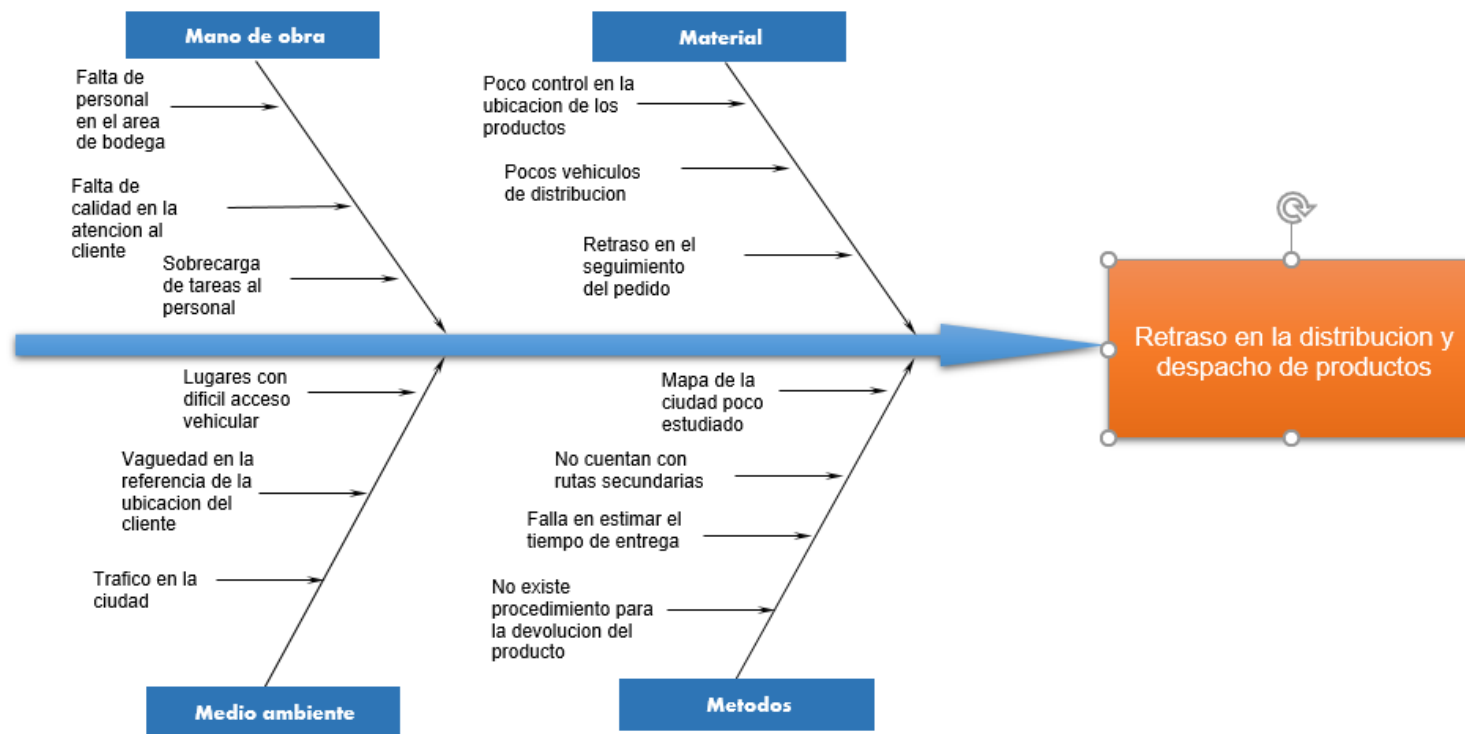 Mano de obra
Falta de
personal
en el area
de bodega
Falta de
calidad en la
atencion al
cliente
Sobrecarga
de tareas al
personal
Material
Poco control en la
ubicacion de los
productos
Pocos vehiculos
de distribucion
Retraso en el
seguimiento
del pedido
Retraso en la distribucion y
despacho de productos
Lugares con
dificil acceso
vehicular
Vaguedad en la
referencia de la
ubicacion del
cliente
Trafico en la
ciudad
Medio ambiente
Mapa de la
ciudad poco
estudiado
No cuentan con
rutas secundarias
Falla en estimar el
tiempo de entrega
No existe
procedimiento para
la devolucion del
producto
Metodos